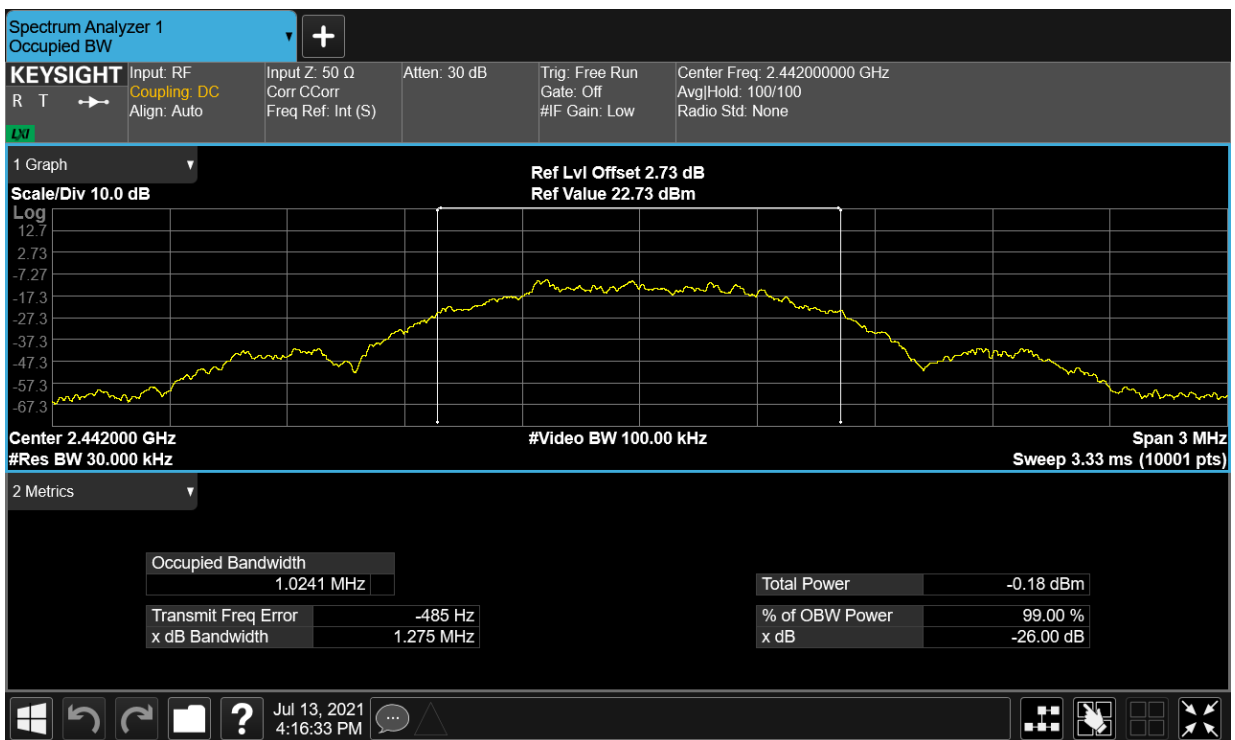 Spectrum Analyzer 1
Occupied BW
▼
+
KEYSIGHT
R T
LXI
Input: RF
Coupling: DC
Align: Auto
Input Z: 50 Ω
Corr CCorr
Freq Ref: Int (S)
Atten: 30 dB
Trig: Free Run
Gate: Off
#IF Gain: Low
Center Freq: 2.442000000 GHz
Avg|Hold: 100/100
Radio Std: None
1 Graph ▼
Scale/Div 10.0 dB
Ref Lvl Offset 2.73 dB
Ref Value 22.73 dBm
Log
12.7
2.73
-7.27
-17.3
-27.3
-37.3
-47.3
-57.3
-67.3
Center 2.442000 GHz
#Res BW 30.000 kHz
#Video BW 100.00 kHz
Span 3 MHz
Sweep 3.33 ms (10001 pts)
2 Metrics ▼
Occupied Bandwidth
1.0241 MHz
Transmit Freq Error -485 Hz
x dB Bandwidth 1.275 MHz
Total Power -0.18 dBm
% of OBW Power 99.00 %
x dB -26.00 dB
?
Jul 13, 2021
4:16:33 PM